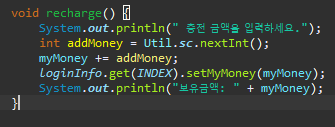 void recharge() {
    System.out.println(" 충전 금액을 입력하세요.");
    int addMoney = Util.sc.nextInt();
    myMoney += addMoney;
    loginInfo.get(INDEX).setMyMoney(myMoney);
    System.out.println("보유금액: " + myMoney);
}